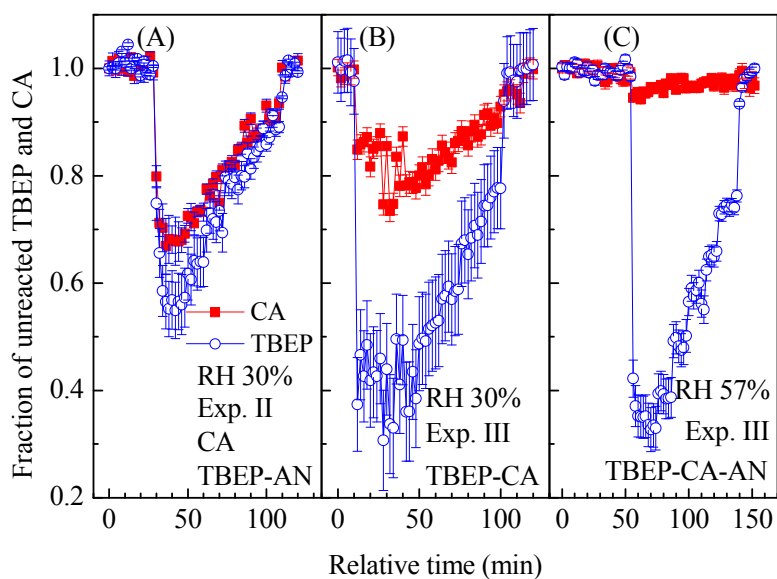 (A)
(B)
(C)
1.0
0.8
0.6
0.4
0.2
Fraction of unreacted TBEP and CA
CA
TBEP
RH 30%
Exp. II
CA
TBEP-AN
RH 30%
Exp. III
TBEP-CA
RH 57%
Exp. III
TBEP-CA-AN
0 50 100 0 50 100 0 50 100 150
Relative time (min)